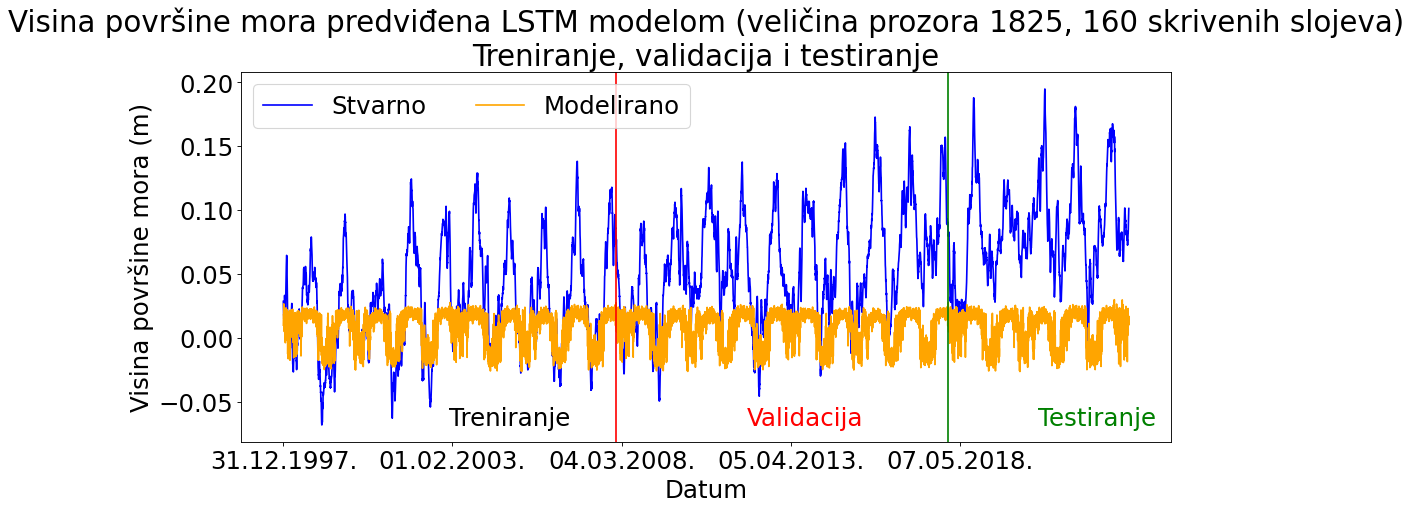 Visina površine mora predviđena LSTM modelom (veličina prozora 1825, 160 skrivenih slojeva)
Treniranje, validacija i testiranje
Stvarno Modelirano
Visina površine mora (m)
0.20
0.15
0.10
0.05
0.00
−0.05
Treniranje Validacija Testiranje
31.12.1997. 01.02.2003. 04.03.2008. 05.04.2013. 07.05.2018.
Datum